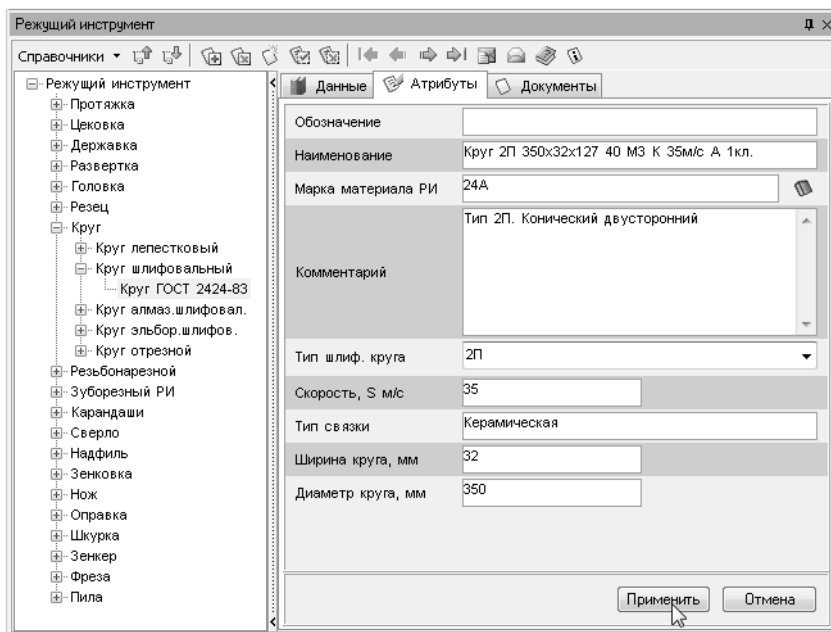 Режущий инструмент
Справочники
Режущий инструмент
Протяжка
Цековка
Державка
Развертка
Головка
Резец
Круг
Круг лепестковый
Круг шлифовальный
Круг ГОСТ 2424-83
Круг алмаз.шлифовал.
Круг эльбор.шлифов.
Круг отрезной
Резьбонарезной
Зуборезный РИ
Карандаши
Сверло
Надфиль
Зенковка
Нож
Оправка
Шкурка
Зенкер
Фреза
Пила
Данные Атрибуты Документы
Обозначение
Наименование Круг 2П 350x32x127 40 М3 К 35м/с А 1кл.
Марка материала РИ 24А
Комментарий Тип 2П. Конический двусторонний
Тип шлиф. круга 2П
Скорость, S м/с 35
Тип связки Керамическая
Ширина круга, мм 32
Диаметр круга, мм 350
Применить Отмена